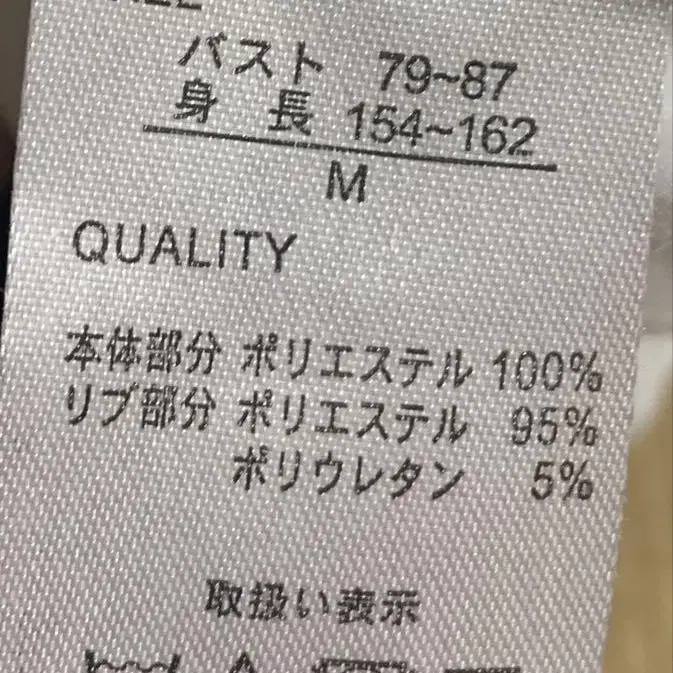 バスト 79~87
身 長 154~162
M
QUALITY
本体部分 ポリエステル 100%
リブ部分 ポリエステル 95%
ポリウレタン 5%
取扱い表示